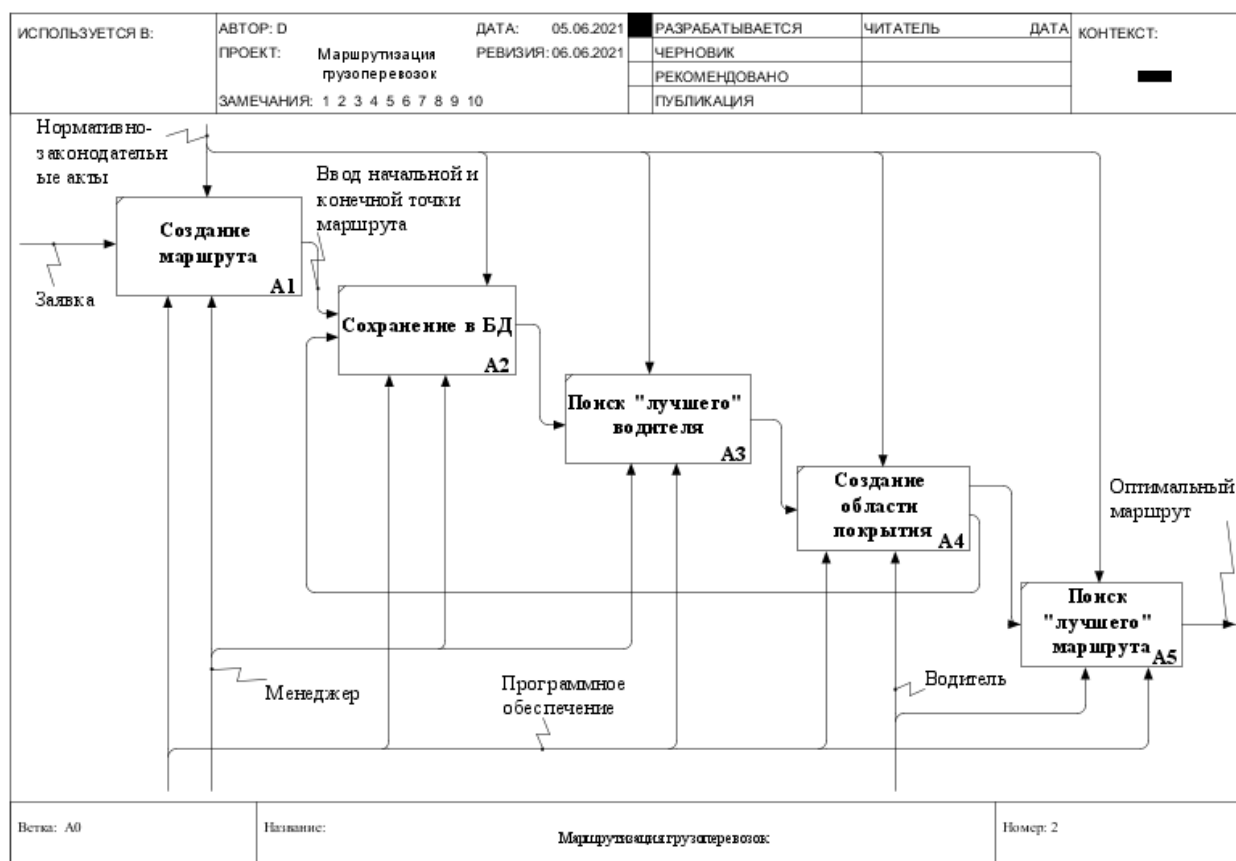 ИСПОЛЬЗУЕТСЯ В:
АВТОР: D
ДАТА: 05.06.2021
ПРОЕКТ: Маршрутизация
грузоперевозок
РЕВИЗИЯ: 06.06.2021
ЗАМЕЧАНИЯ: 1 2 3 4 5 6 7 8 9 10
РАЗРАБАТЫВАЕТСЯ
ЧЕРНОВИК
РЕКОМЕНДОВАНО
ПУБЛИКАЦИЯ
ЧИТАТЕЛЬ
ДАТА
КОНТЕКСТ:
Нормативно-
законодательн
ые акты
Ввод начальной и
конечной точки
маршрута
Создание
маршрута
A1
Заявка
Сохранение в БД
A2
Поиск "лучшего"
водителя
A3
Создание
области
покрытия
A4
Оптимальный
маршрут
Поиск
"лучшего"
маршрута
A5
Менеджер
Программное
обеспечение
Водитель
Ветка: A0
Название:
Маршрутизация грузоперевозок
Номер: 2